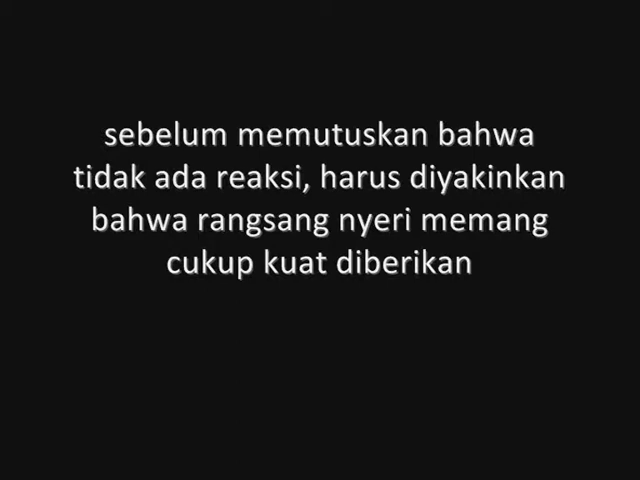 sebelum memutuskan bahwa
tidak ada reaksi, harus diyakinkan
bahwa rangsang nyeri memang
cukup kuat diberikan